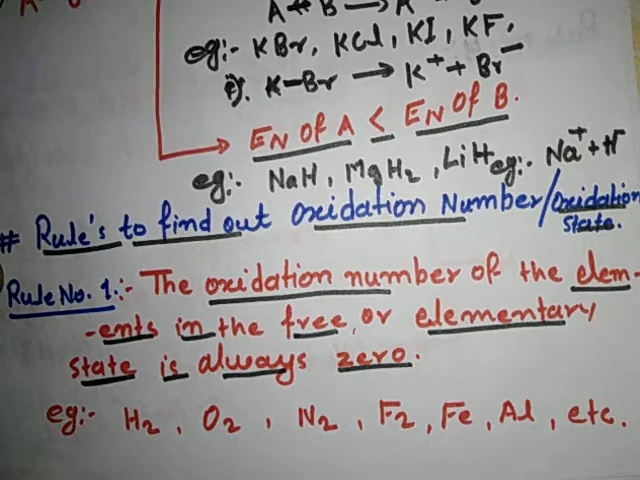 A B → A
eg:- KBr, KCl, KI, KF,
K-Br → K⁺ + Br⁻
→ EN Of A < EN Of B.
eg:- NaH, MgH₂, LiH eg:- Na⁺ + H⁻
# Rule's to find out Oxidation Number/Oxidation
state.
Rule No. 1:- The oxidation number of the elem-
-ents in the free, or elementary
state is always zero.
eg:- H₂, O₂, N₂, F₂, Fe, Al, etc.